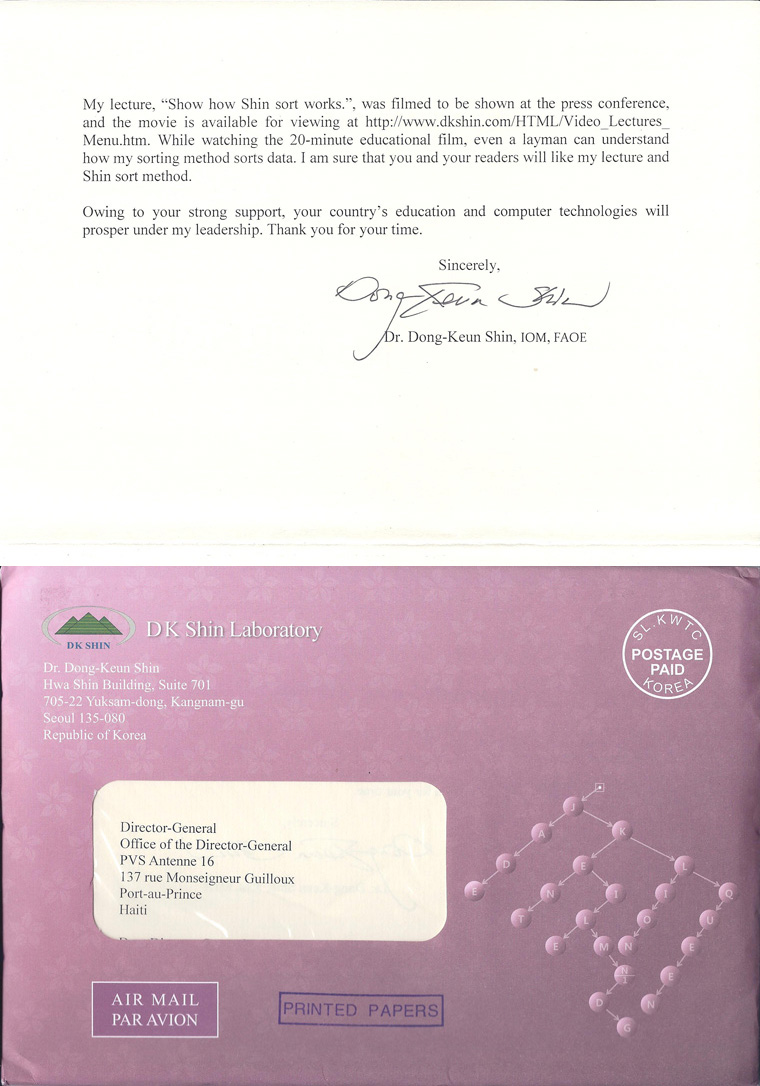 My lecture, “Show how Shin sort works.”, was filmed to be shown at the press conference,
and the movie is available for viewing at http://www.dkshin.com/HTML/Video_Lectures_
Menu.htm. While watching the 20-minute educational film, even a layman can understand
how my sorting method sorts data. I am sure that you and your readers will like my lecture and
Shin sort method.
Owing to your strong support, your country’s education and computer technologies will
prosper under my leadership. Thank you for your time.
Sincerely,
Dong-Keun Shin
Dr. Dong-Keun Shin, IOM, FAOE
DK SHIN
DK Shin Laboratory
Dr. Dong-Keun Shin
Hwa Shin Building, Suite 701
705-22 Yuksam-dong, Kangnam-gu
Seoul 135-080
Republic of Korea
SL.KWTC
POSTAGE
PAID
KOREA
Director-General
Office of the Director-General
PVS Antenne 16
137 rue Monseigneur Guilloux
Port-au-Prince
Haiti
J
A K
D E L
E N I I Q
T L O U
E M N E
N E
D N
G
AIR MAIL
PAR AVION
PRINTED PAPERS